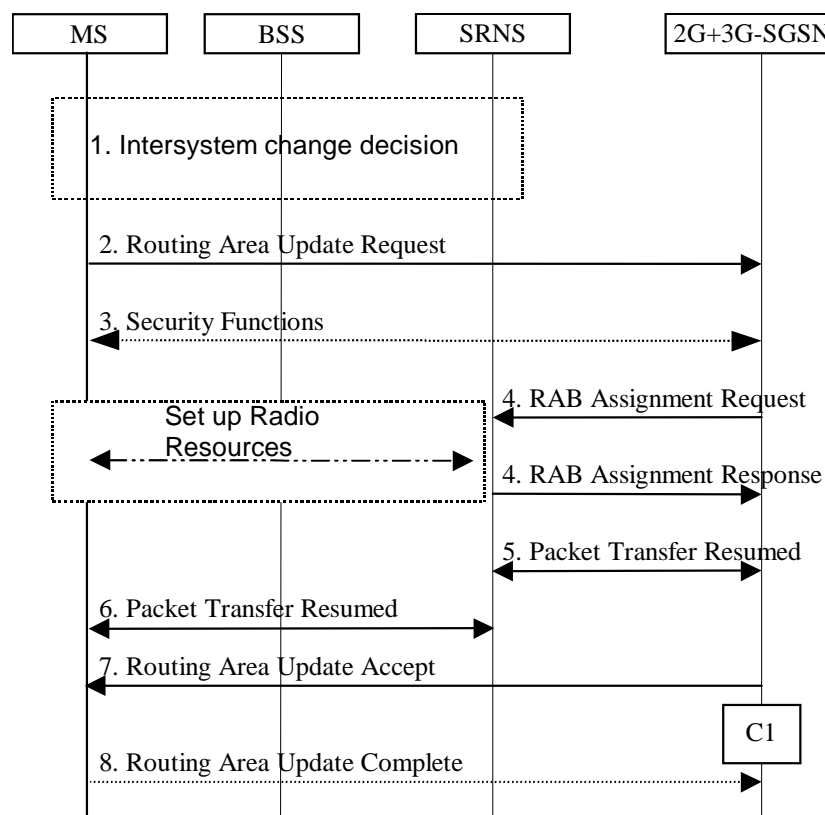 MS
BSS
SRNS
2G+3G-SGSN
1. Intersystem change decision
2. Routing Area Update Request
3. Security Functions
Set up Radio
Resources
4. RAB Assignment Request
4. RAB Assignment Response
5. Packet Transfer Resumed
6. Packet Transfer Resumed
7. Routing Area Update Accept
C1
8. Routing Area Update Complete